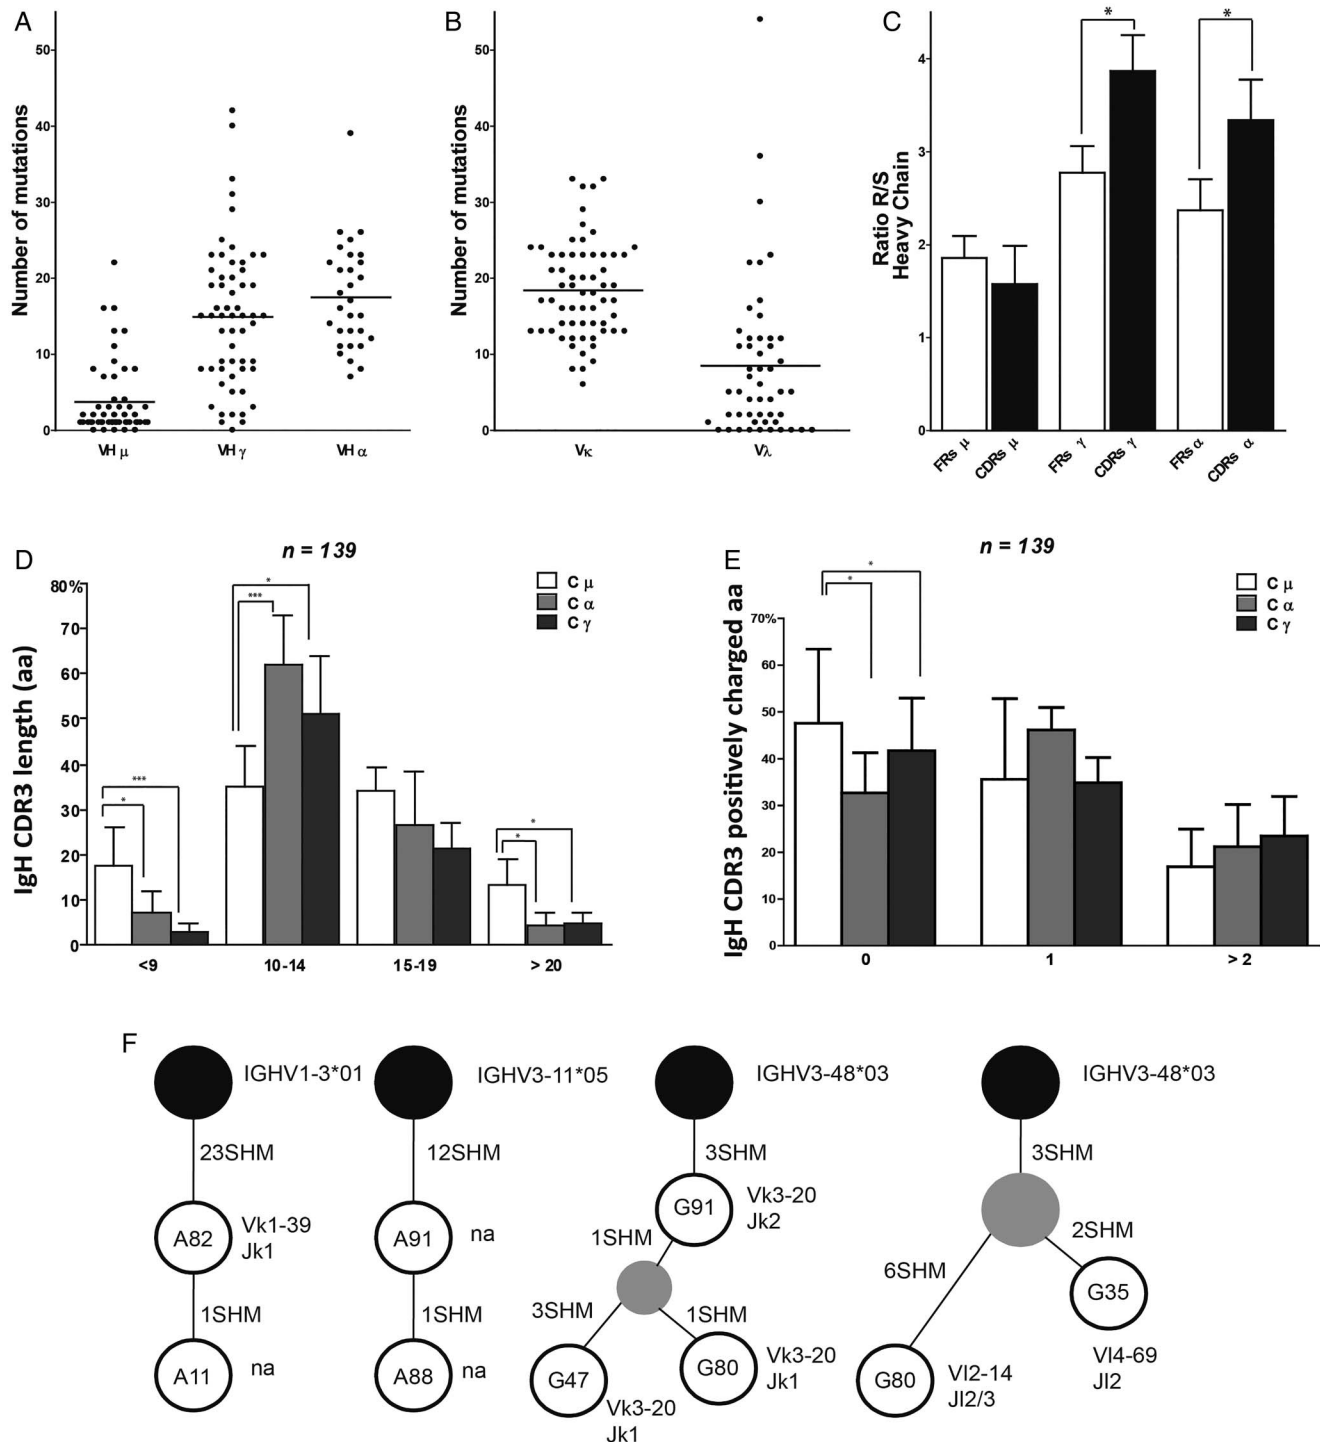 A
Number of mutations
50
40
30
20
10
0
VH μ
VH γ
VH α
B
Number of mutations
50
40
30
20
10
0
Vκ
Vλ
C
Ratio R/S
Heavy Chain
4
3
2
1
0
*
*
FRs μ
CDRs μ
FRs γ
CDRs γ
FRs α
CDRs α
D
n = 139
IgH CDR3 length (aa)
80%
70
60
50
40
30
20
10
0
C μ
C α
C γ
***
*
*
***
*
*
<9
10-14
15-19
> 20
E
n = 139
IgH CDR3 positively charged aa
70%
60
50
40
30
20
10
0
C μ
C α
C γ
*
*
0
1
> 2
F
IGHV1-3*01
23SHM
A82
Vk1-39
Jk1
1SHM
A11
na
IGHV3-11*05
12SHM
A91
na
1SHM
A88
na
IGHV3-48*03
3SHM
G91
Vk3-20
Jk2
1SHM
3SHM
1SHM
G47
Vk3-20
Jk1
G80
Vk3-20
Jk1
IGHV3-48*03
3SHM
2SHM
6SHM
G35
Vl4-69
Jl2
G80
Vl2-14
Jl2/3